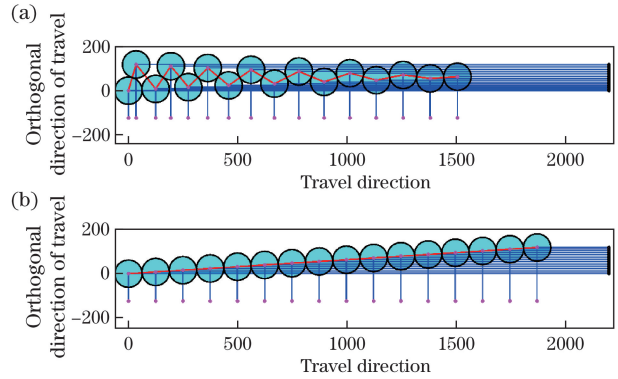 (a)
Orthogonal
direction of travel
200
0
−200
0
500
1000
1500
2000
Travel direction
(b)
Orthogonal
direction of travel
200
0
−200
0
500
1000
1500
2000
Travel direction